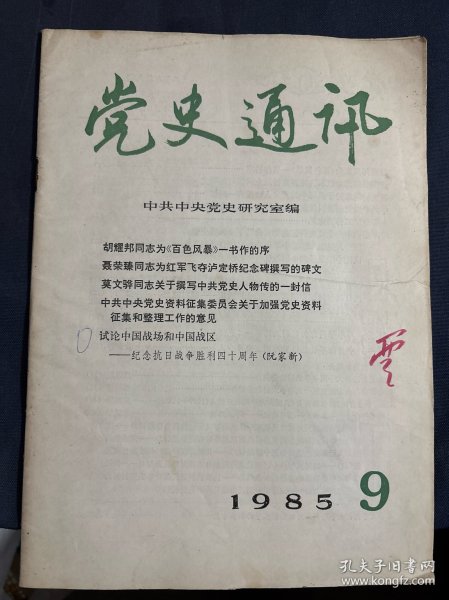 党史通讯
中共中央党史研究室编
胡耀邦同志为《百色风暴》一书作的序
聂荣臻同志为红军飞夺泸定桥纪念碑撰写的碑文
莫文骅同志关于撰写中共党史人物传的一封信
中共中央党史资料征集委员会关于加强党史资料
征集和整理工作的意见
试论中国战场和中国战区
——纪念抗日战争胜利四十周年（阮家新）
1985 9
孔夫子旧书网
www.kongfz.com